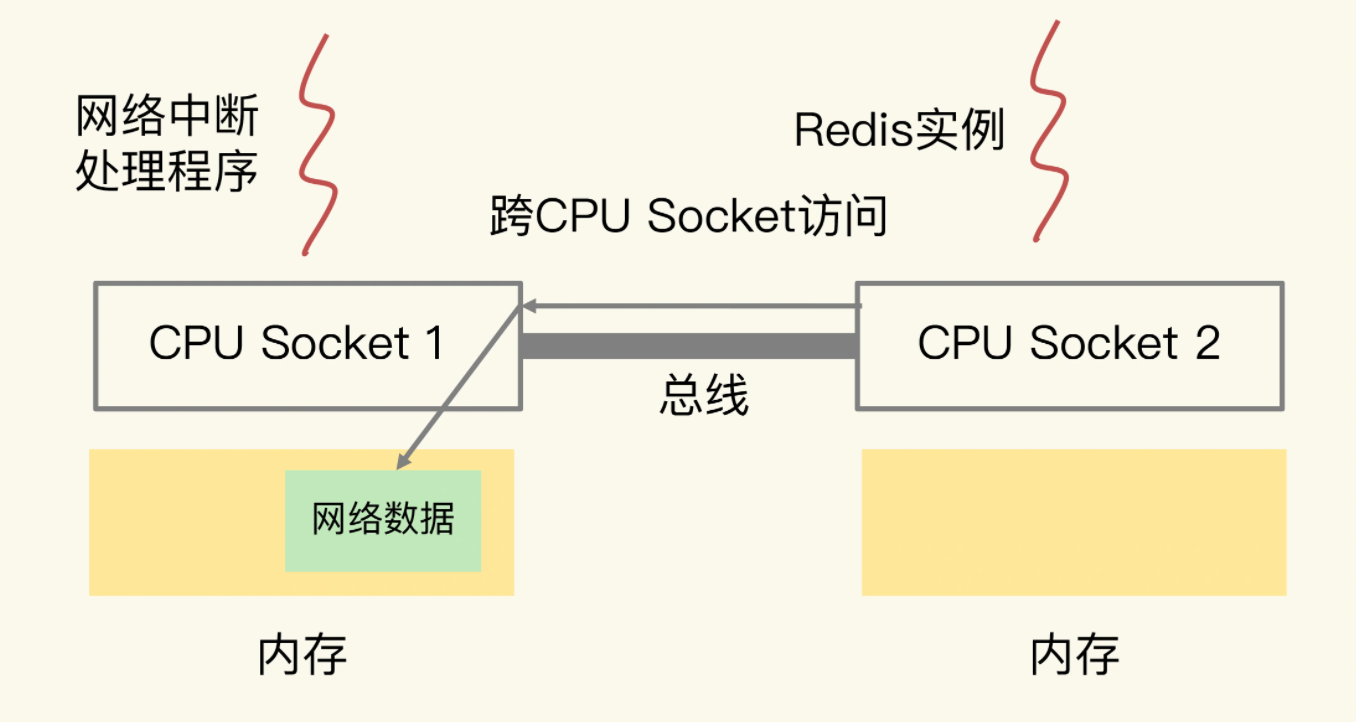 网络中断
处理程序
Redis实例
跨CPU Socket访问
CPU Socket 1
CPU Socket 2
总线
网络数据
内存
内存